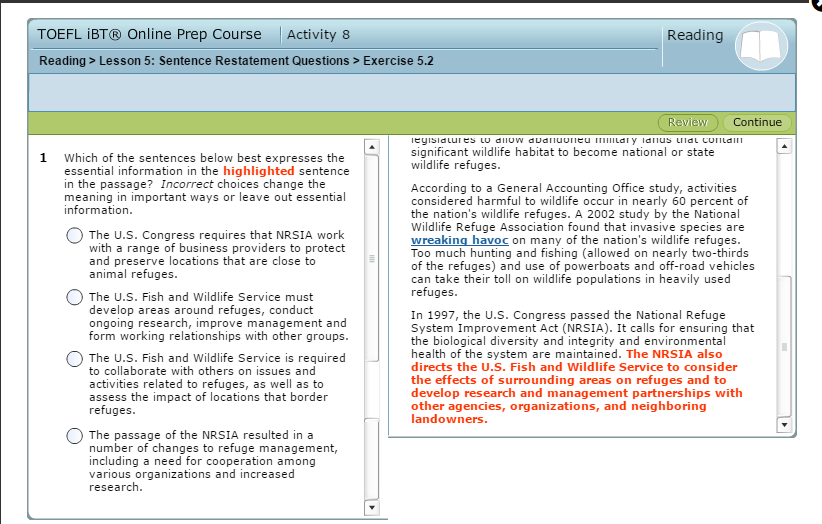 TOEFL iBT® Online Prep Course
Activity 8
Reading
Reading > Lesson 5: Sentence Restatement Questions > Exercise 5.2
Review
Continue
1 Which of the sentences below best expresses the
essential information in the highlighted sentence
in the passage? Incorrect choices change the
meaning in important ways or leave out essential
information.
The U.S. Congress requires that NRSIA work
with a range of business providers to protect
and preserve locations that are close to
animal refuges.
The U.S. Fish and Wildlife Service must
develop areas around refuges, conduct
ongoing research, improve management and
form working relationships with other groups.
The U.S. Fish and Wildlife Service is required
to collaborate with others on issues and
activities related to refuges, as well as to
assess the impact of locations that border
refuges.
The passage of the NRSIA resulted in a
number of changes to refuge management,
including a need for cooperation among
various organizations and increased
research.
legislatures to allow abandoned military lands that contain
significant wildlife habitat to become national or state
wildlife refuges.
According to a General Accounting Office study, activities
considered harmful to wildlife occur in nearly 60 percent of
the nation's wildlife refuges. A 2002 study by the National
Wildlife Refuge Association found that invasive species are
wreaking havoc on many of the nation's wildlife refuges.
Too much hunting and fishing (allowed on nearly two-thirds
of the refuges) and use of powerboats and off-road vehicles
can take their toll on wildlife populations in heavily used
refuges.
In 1997, the U.S. Congress passed the National Refuge
System Improvement Act (NRSIA). It calls for ensuring that
the biological diversity and integrity and environmental
health of the system are maintained. The NRSIA also
directs the U.S. Fish and Wildlife Service to consider
the effects of surrounding areas on refuges and to
develop research and management partnerships with
other agencies, organizations, and neighboring
landowners.